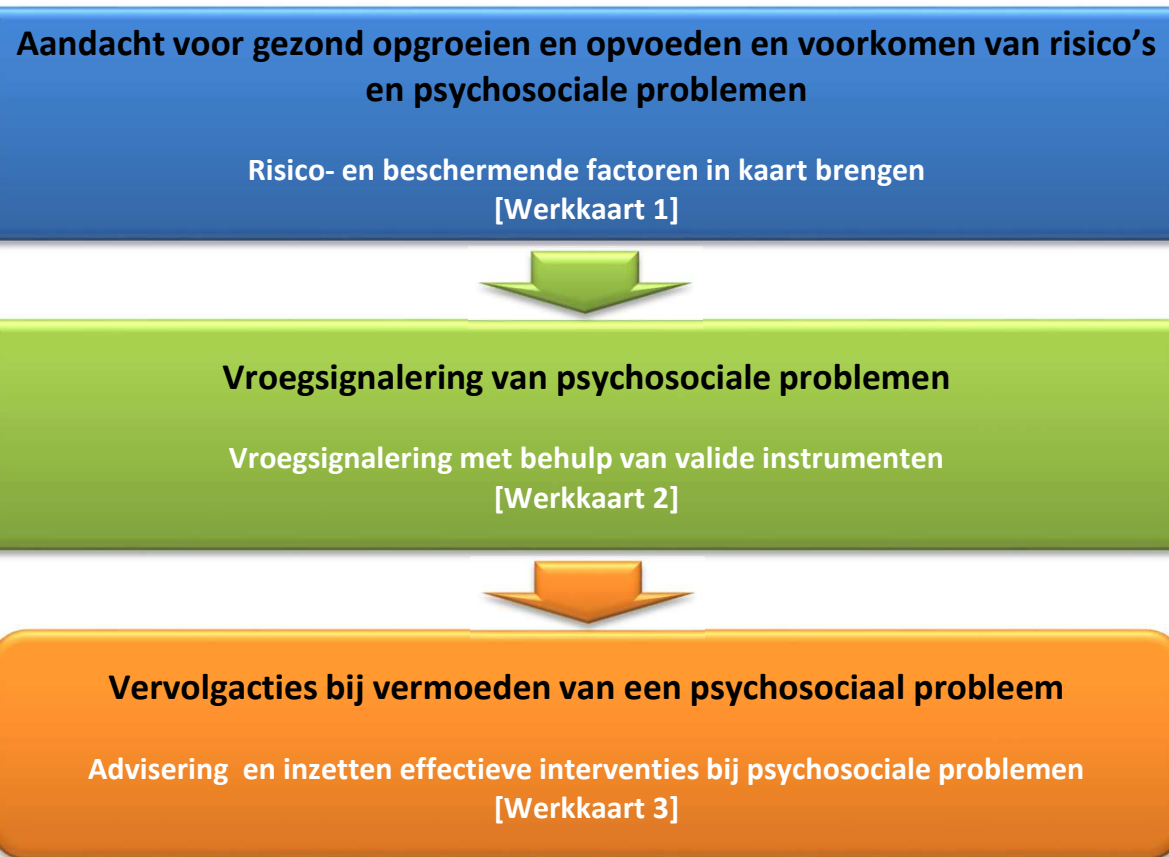 Aandacht voor gezond opgroeien en opvoeden en voorkomen van risico's
en psychosociale problemen
Risico- en beschermende factoren in kaart brengen
[Werkkaart 1]
Vroegsignalering van psychosociale problemen
Vroegsignalering met behulp van valide instrumenten
[Werkkaart 2]
Vervolgacties bij vermoeden van een psychosociaal probleem
Advisering en inzetten effectieve interventies bij psychosociale problemen
[Werkkaart 3]